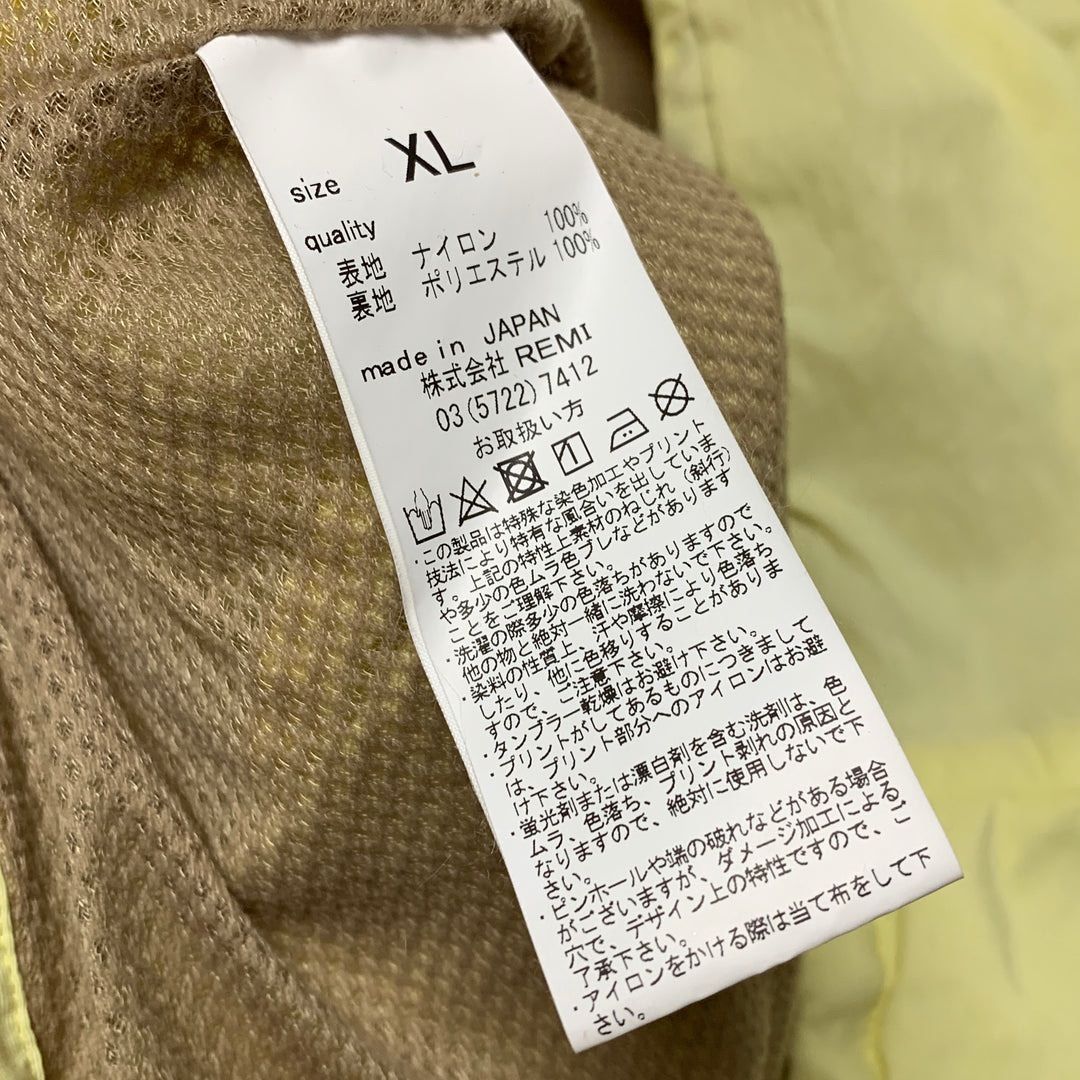 size XL
quality
表地 ナイロン 100%
裏地 ポリエステル 100%
made in JAPAN
株式会社 REMI
03(5722)7412
お取扱い方
・この製品は特殊な染色加工やプリント
技法により特有な風合いを出していま
す。上記の特性上素材のねじれ（斜行）
や多少の色ムラ色ブレなどがあります
ことをご理解下さい。
・洗濯の際多少の色落ちがありますので
他の物と絶対一緒に洗わないで下さい。
・染料の性質上、汗や摩擦により色落ち
したり、他に色移りすることがありま
すので、ご注意下さい。
・タンブラー乾燥はお避け下さい。
・プリントがしてあるものにつきまして
は、プリント部分へのアイロンはお避
け下さい。
・蛍光剤または漂白剤を含む洗剤は、色
ムラ、色落ち、プリント剥れの原因と
なりますので、絶対に使用しないで下
さい。
・ピンホールや端の破れなどがある場合
がございますが、ダメージ加工によるご
穴で、デザイン上の特性ですので、ご
了承下さい。
・アイロンをかける際は当て布をして下
さい。